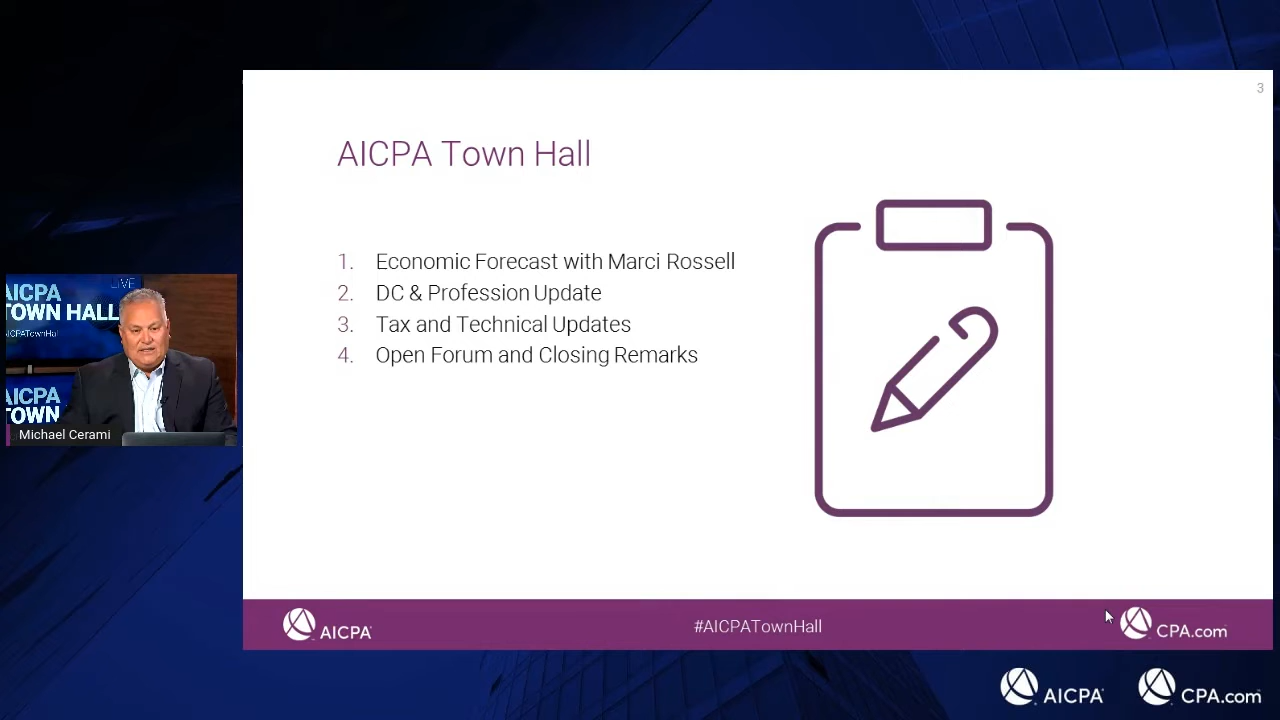 3
AICPA Town Hall
1. Economic Forecast with Marci Rossell
2. DC & Profession Update
3. Tax and Technical Updates
4. Open Forum and Closing Remarks
LIVE
AICPA
TOWN HALL
AICPATownHal
AICPA
TOWN
Michael Cerami
AICPA
#AICPATownHall
CPA.com
AICPA
CPA.com